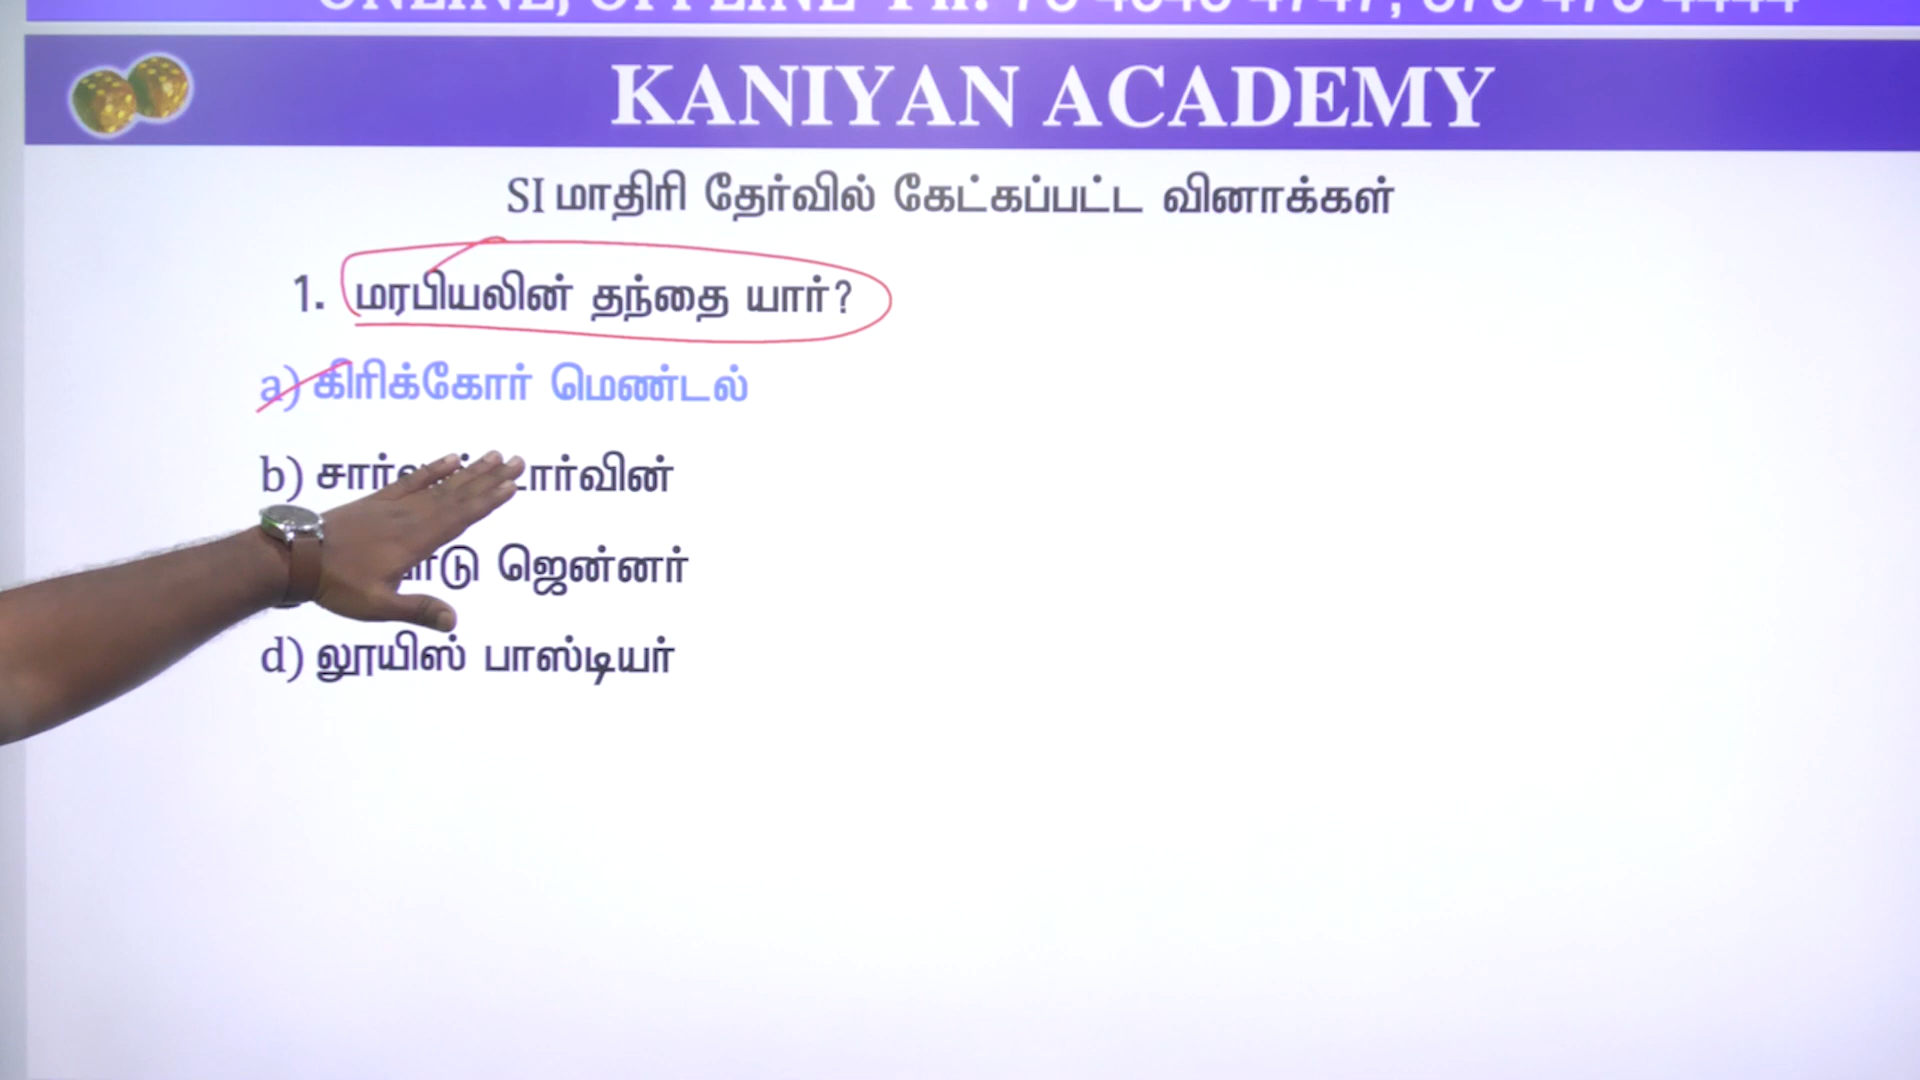 KANIYAN ACADEMY
SI மாதிரி தேர்வில் கேட்கப்பட்ட வினாக்கள்
1. மரபியலின் தந்தை யார்?
a) கிரிக்கோர் மெண்டல்
b) டார்வின்
ஜென்னர்
d) லூயிஸ் பாஸ்டியர்